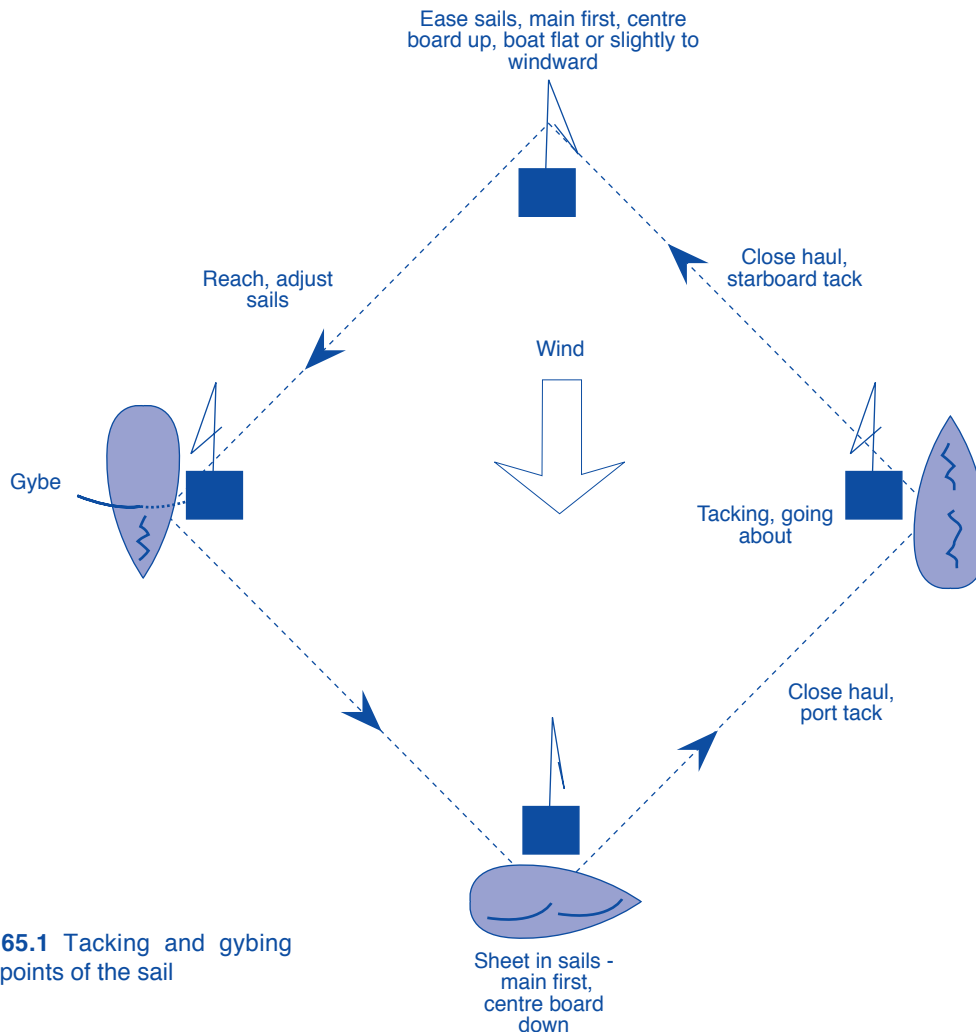 Ease sails, main first, centre
board up, boat flat or slightly to
windward
Reach, adjust
sails
Close haul,
starboard tack
Wind
Gybe
Tacking, going
about
Close haul,
port tack
65.1 Tacking and gybing
points of the sail
Sheet in sails -
main first,
centre board
down